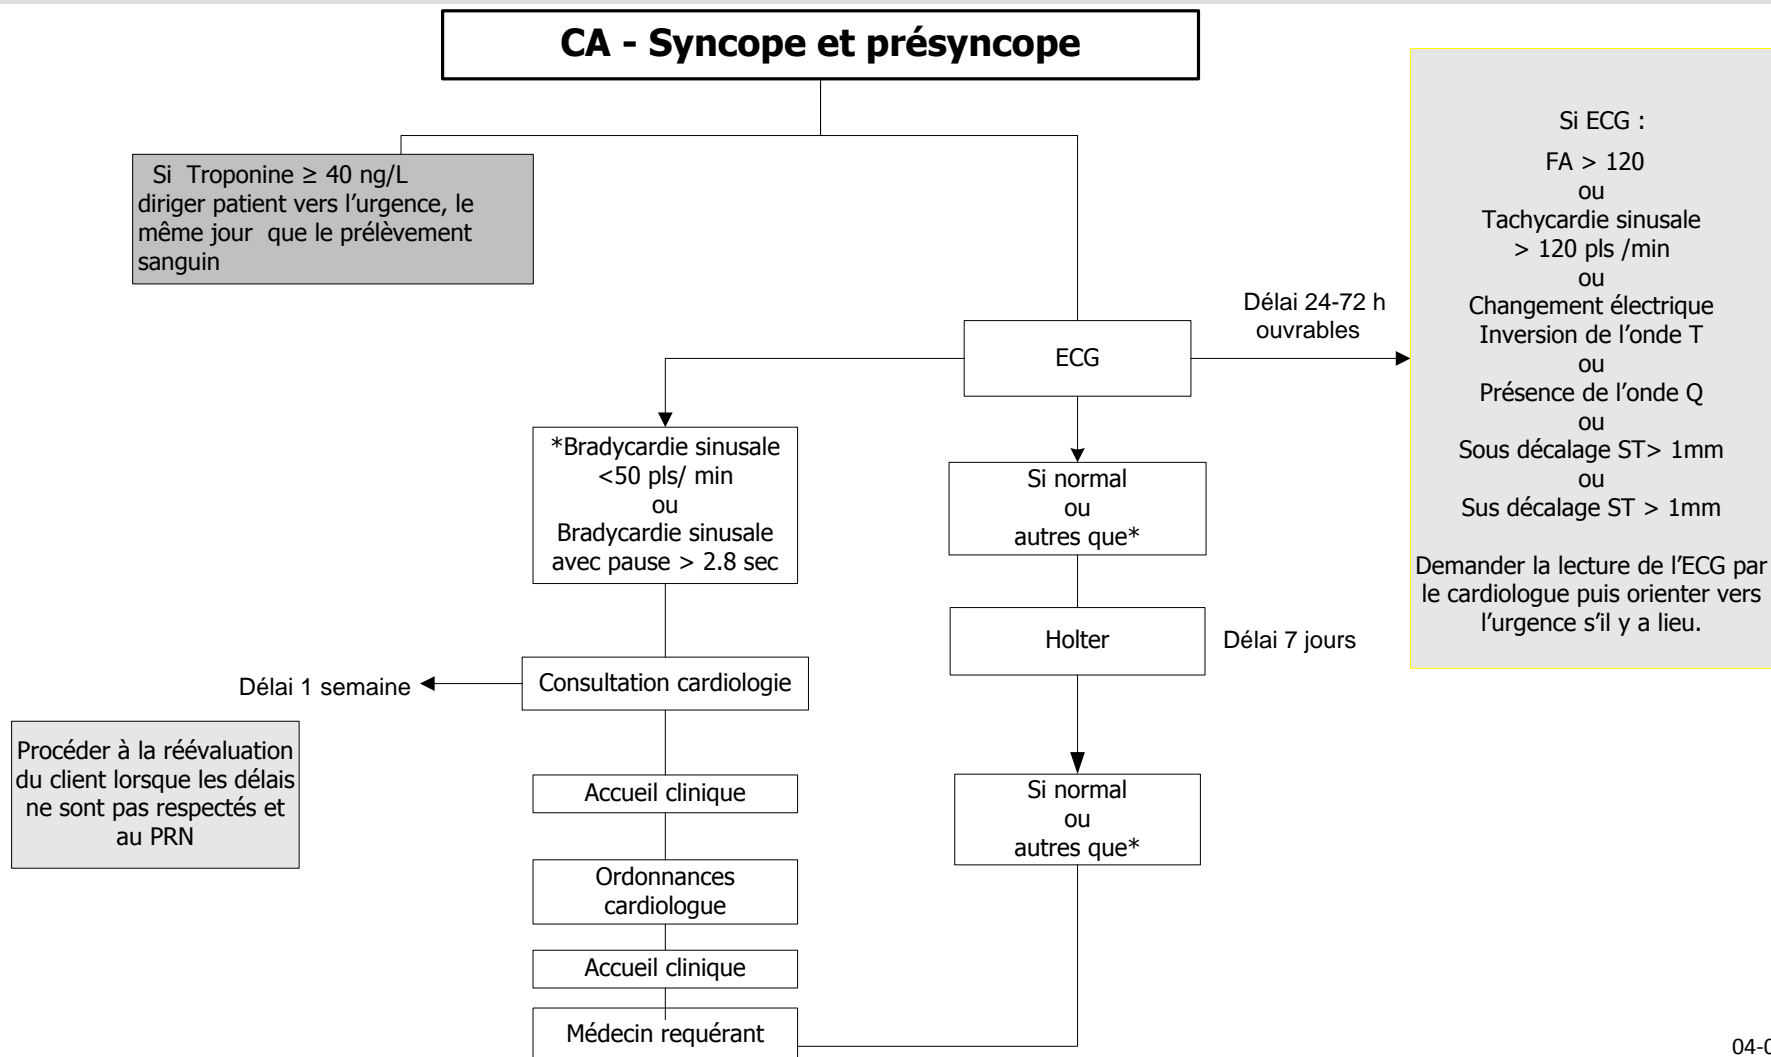 CA - Syncope et présyncope
Si Troponine ≥ 40 ng/L
diriger patient vers l’urgence, le
même jour que le prélèvement
sanguin
Si ECG :
FA > 120
ou
Tachycardie sinusale
> 120 pls /min
ou
Changement électrique
Inversion de l’onde T
ou
Présence de l’onde Q
ou
Sous décalage ST> 1mm
ou
Sus décalage ST > 1mm
Demander la lecture de l’ECG par
le cardiologue puis orienter vers
l’urgence s’il y a lieu.
Délai 24-72 h
ouvrables
ECG
*Bradycardie sinusale
<50 pls/ min
ou
Bradycardie sinusale
avec pause > 2.8 sec
Si normal
ou
autres que*
Holter
Délai 7 jours
Consultation cardiologie
Délai 1 semaine
Procéder à la réévaluation
du client lorsque les délais
ne sont pas respectés et
au PRN
Accueil clinique
Si normal
ou
autres que*
Ordonnances
cardiologue
Accueil clinique
Médecin requérant
04-0